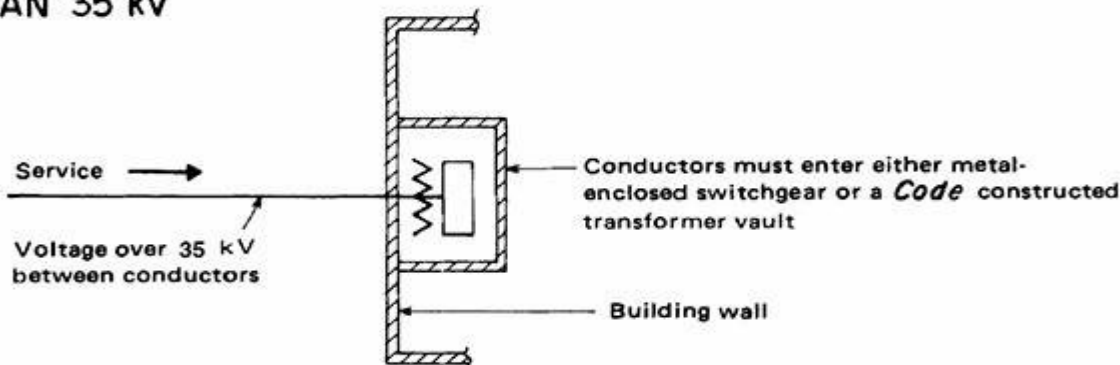 AN 35 KV
Service
Voltage over 35 kV
between conductors
Conductors must enter either metal-
enclosed switchgear or a Code constructed
transformer vault
Building wall